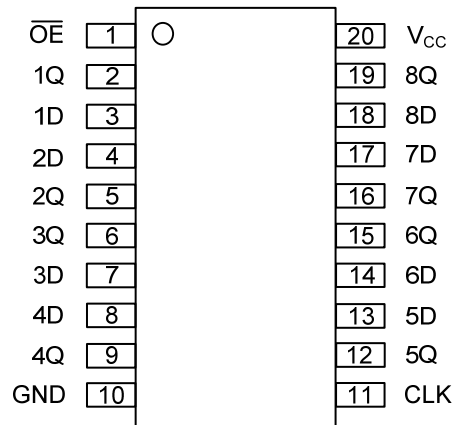 O̅E̅ 1 20 VCC
1Q 2 19 8Q
1D 3 18 8D
2D 4 17 7D
2Q 5 16 7Q
3Q 6 15 6Q
3D 7 14 6D
4D 8 13 5D
4Q 9 12 5Q
GND 10 11 CLK